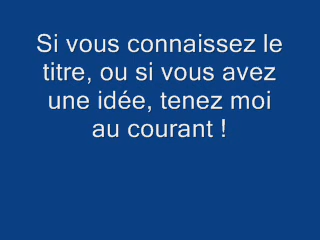 Si vous connaissez le
titre, ou si vous avez
une idée, tenez moi
au courant !